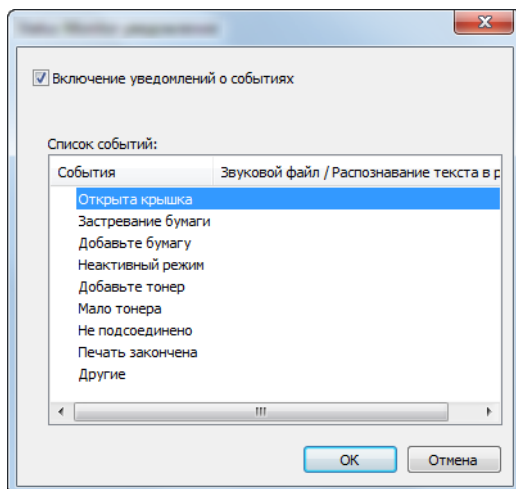 Включение уведомлений о событиях
Список событий:
События Звуковой файл / Распознавание текста в р
Открыта крышка
Застревание бумаги
Добавьте бумагу
Неактивный режим
Добавьте тонер
Мало тонера
Не подсоединено
Печать закончена
Другие
OK Отмена